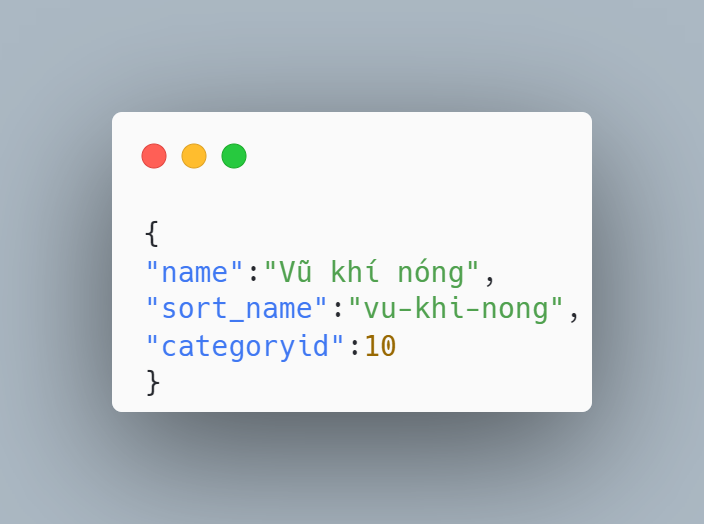 {
"name":"Vũ khí nóng",
"sort_name":"vu-khi-nong",
"categoryid":10
}